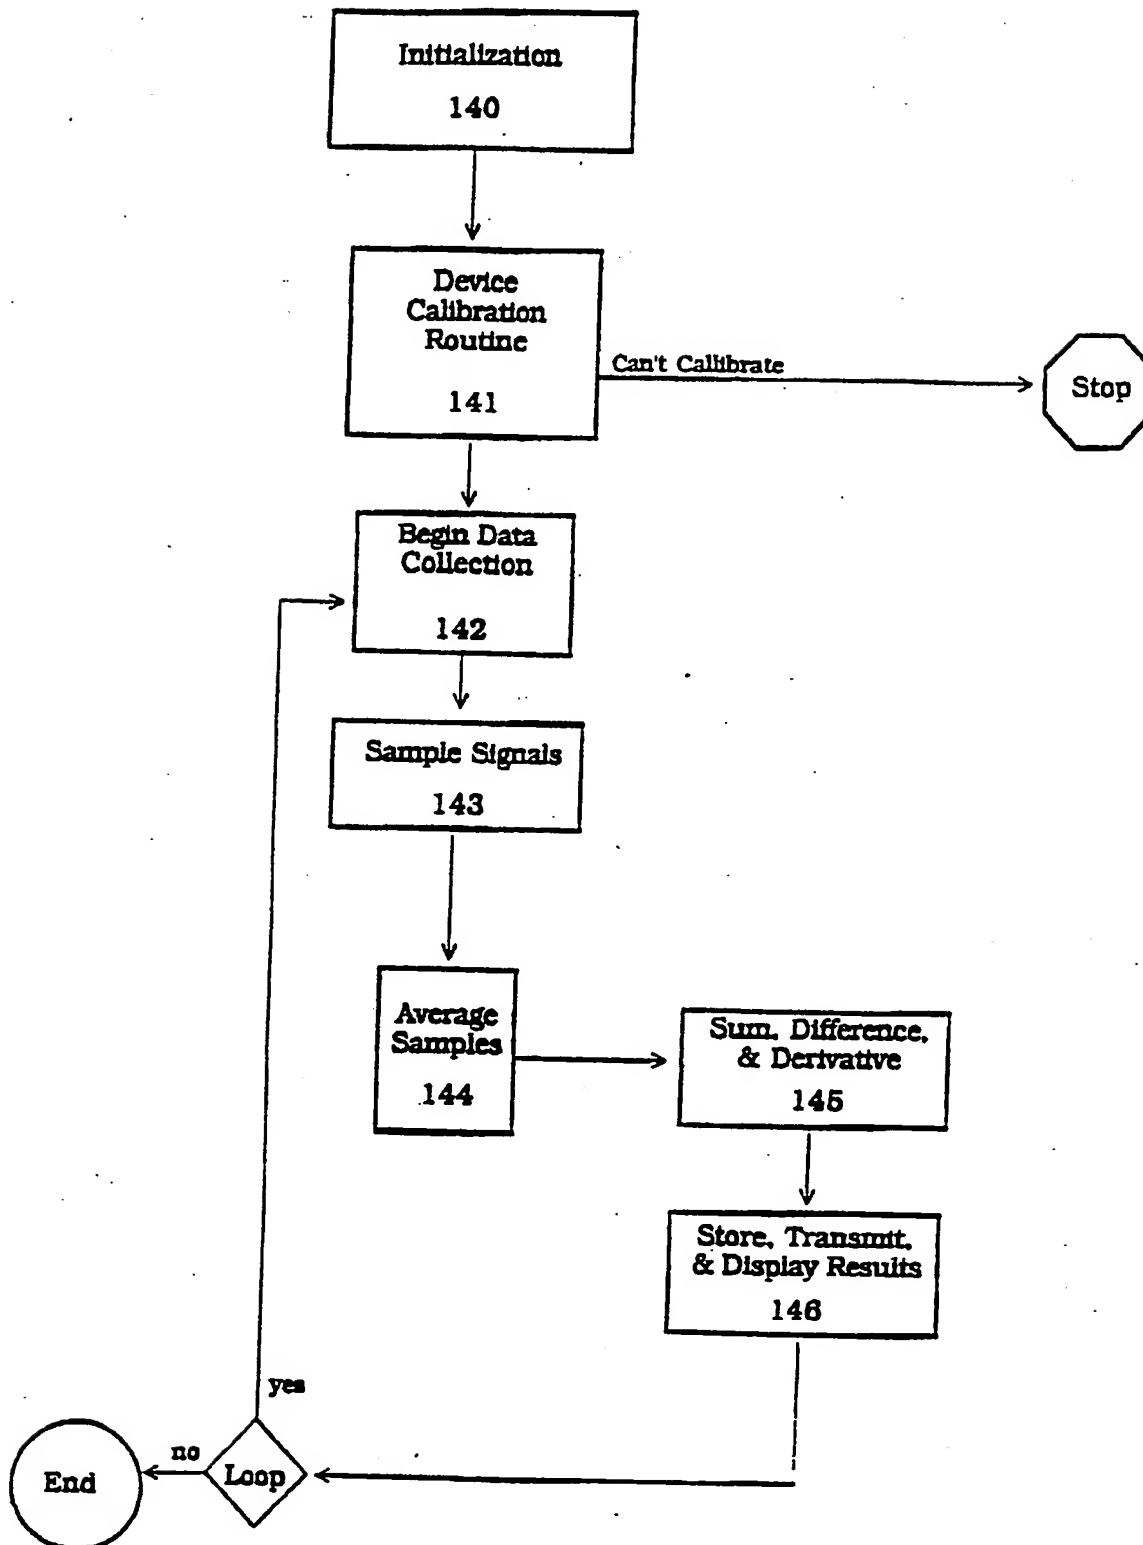 Initialization
140
Device
Calibration
Routine
141
Can't Callibrate
Stop
Begin Data
Collection
142
Sample Signals
143
Average
Samples
144
Sum, Difference,
& Derivative
145
Store, Transmit,
& Display Results
146
yes
no
Loop
End